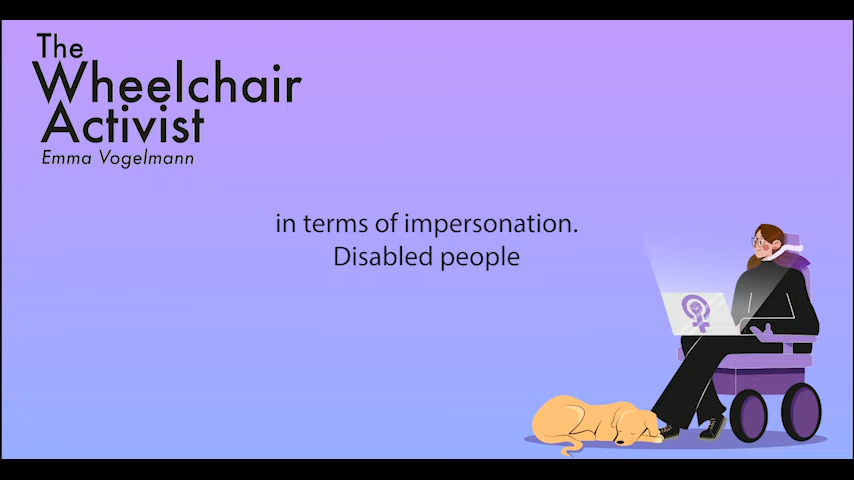 The
Wheelchair
Activist
Emma Vogelmann
in terms of impersonation.
Disabled people